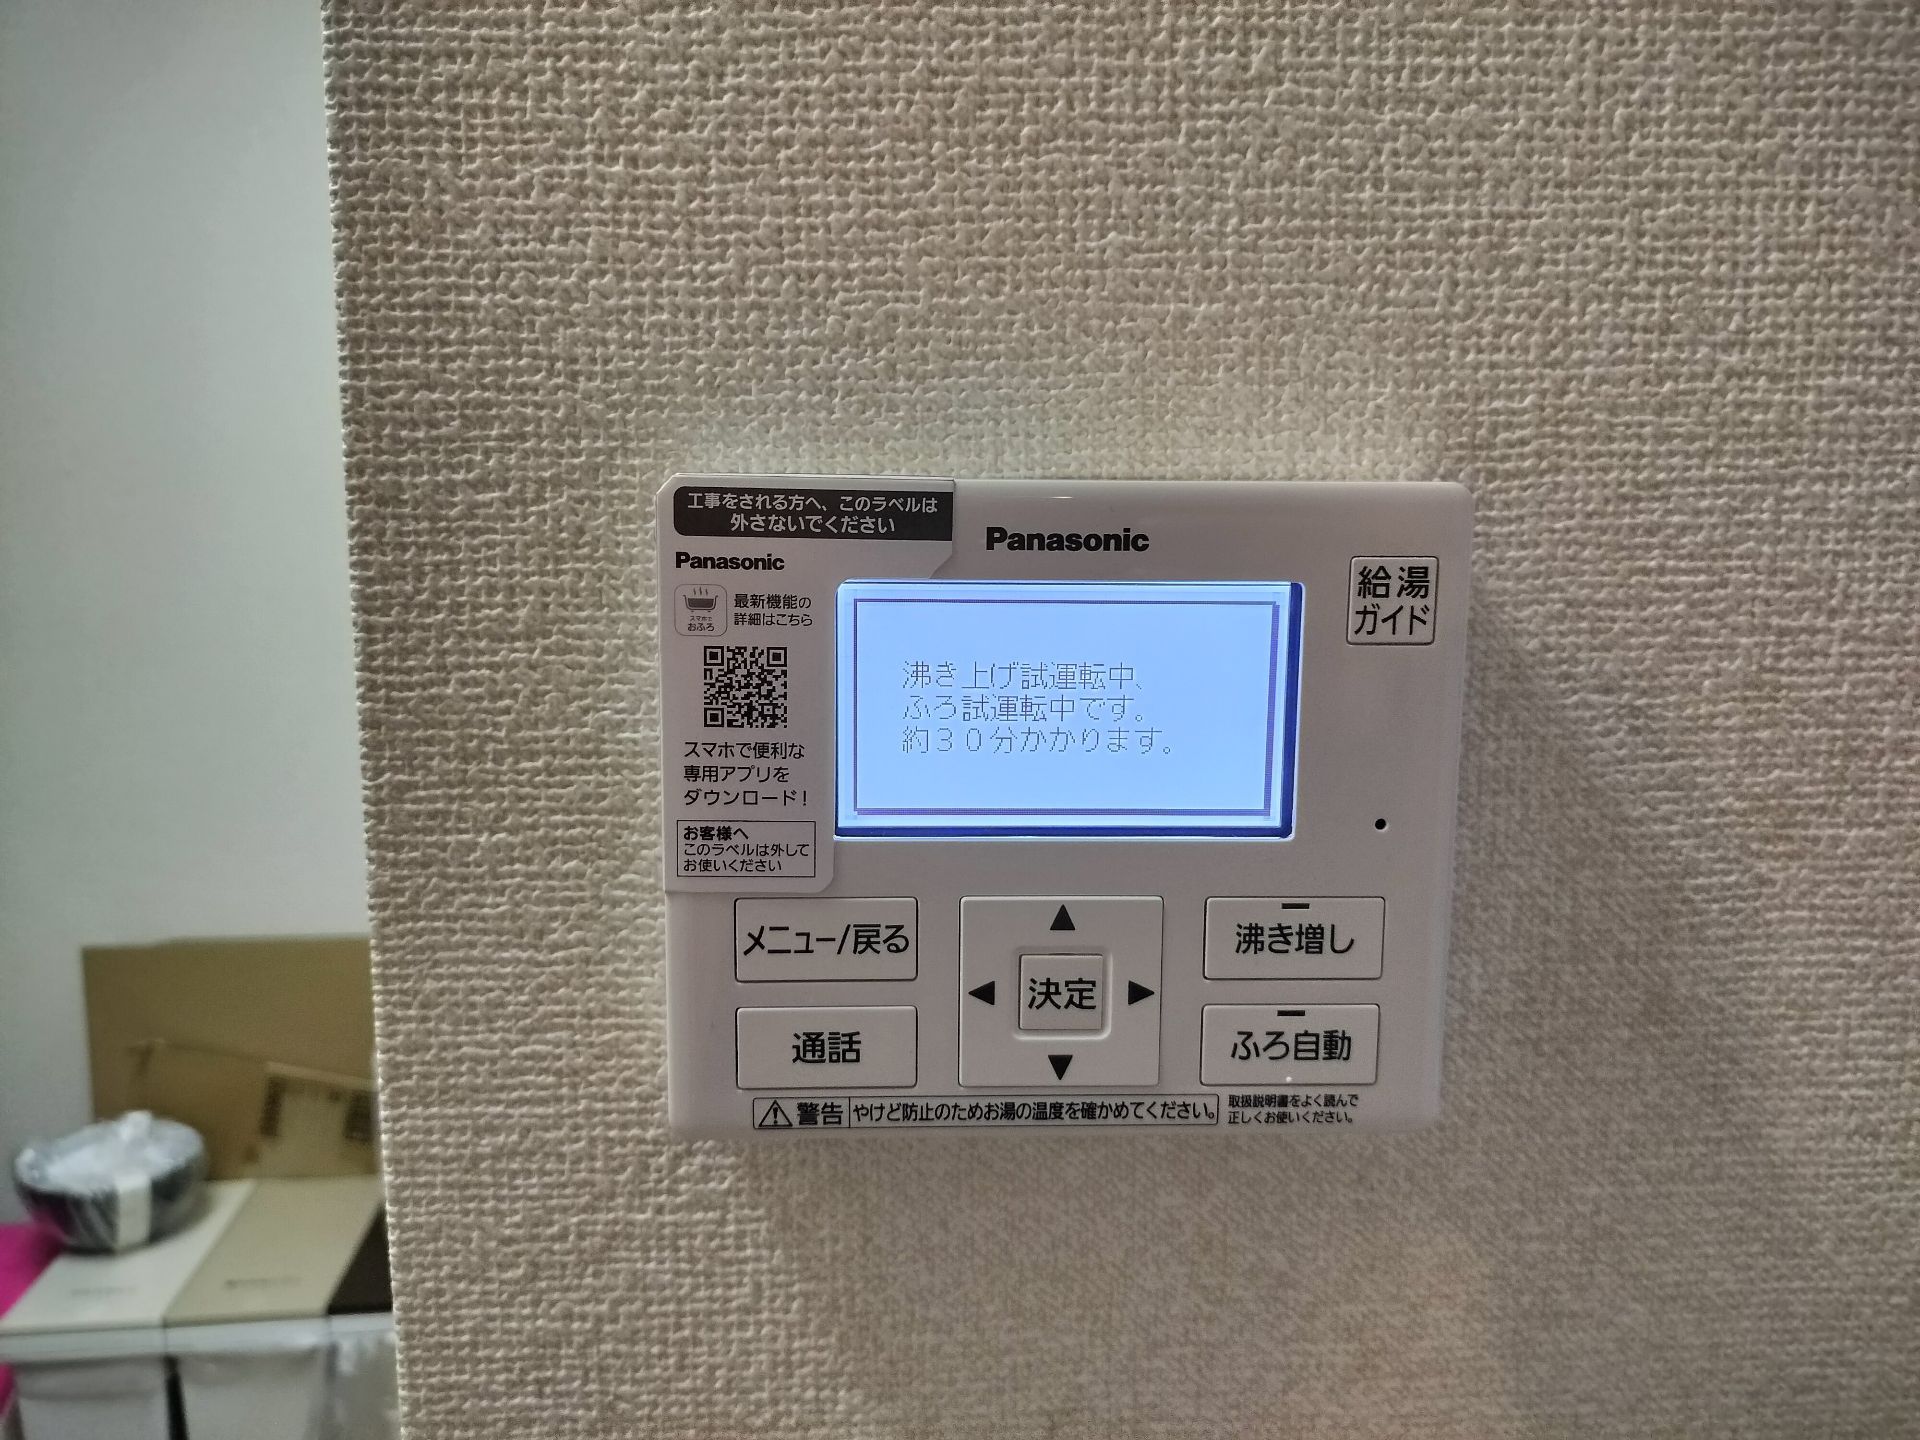 工事をされる方へ、このラベルは
外さないでください
Panasonic
スマホで
おふろ
最新機能の
詳細はこちら
スマホで便利な
専用アプリを
ダウンロード!
お客様へ
このラベルは外して
お使いください
Panasonic
給湯
ガイド
沸き上げ試運転中、
ふろ試運転中です。
約30分かかります。
メニュー/戻る
決定
沸き増し
通話
ふろ自動
警告 やけど防止のためお湯の温度を確かめてください。
取扱説明書をよく読んで
正しくお使いください。